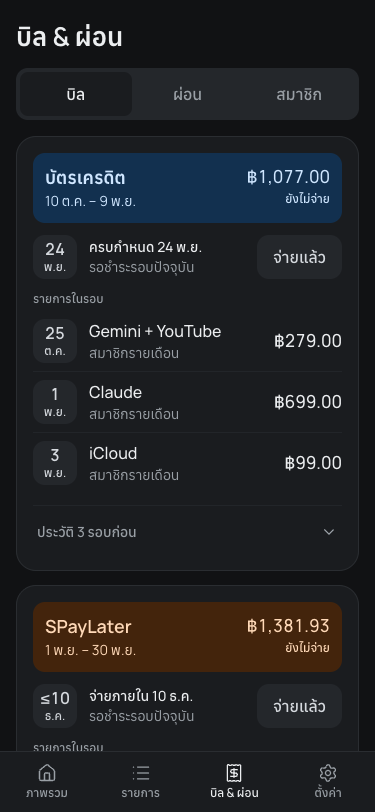 บิล & ผ่อน
บิล
ผ่อน
สมาชิก
บัตรเครดิต
฿1,077.00
10 ต.ค. – 9 พ.ย.
ยังไม่จ่าย
24
พ.ย.
ครบกำหนด 24 พ.ย.
รอชำระรอบปัจจุบัน
จ่ายแล้ว
รายการในรอบ
25
ต.ค.
Gemini + YouTube
สมาชิกรายเดือน
฿279.00
1
พ.ย.
Claude
สมาชิกรายเดือน
฿699.00
3
พ.ย.
iCloud
สมาชิกรายเดือน
฿99.00
ประวัติ 3 รอบก่อน
SPayLater
฿1,381.93
1 พ.ย. – 30 พ.ย.
ยังไม่จ่าย
≤10
ธ.ค.
จ่ายภายใน 10 ธ.ค.
รอชำระรอบปัจจุบัน
จ่ายแล้ว
รายการในรอบ
ภาพรวม
รายการ
บิล & ผ่อน
ตั้งค่า